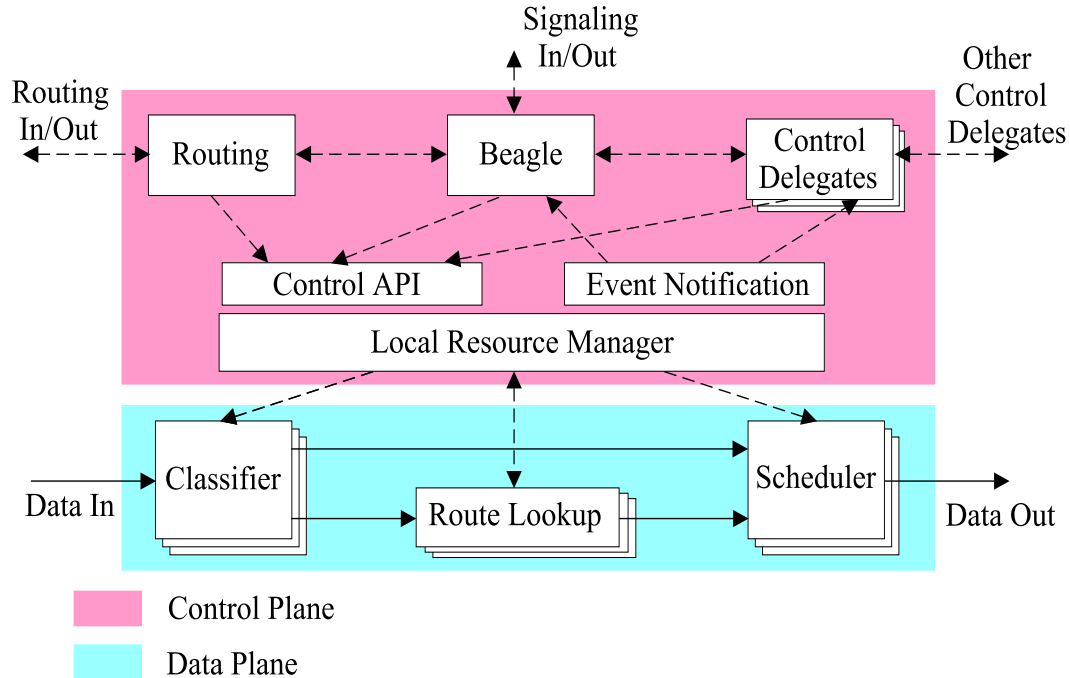 Signaling
In/Out
Routing
In/Out
Other
Control
Delegates
Routing
Beagle
Control
Delegates
Control API
Event Notification
Local Resource Manager
Classifier
Route Lookup
Scheduler
Data In
Data Out
Control Plane
Data Plane